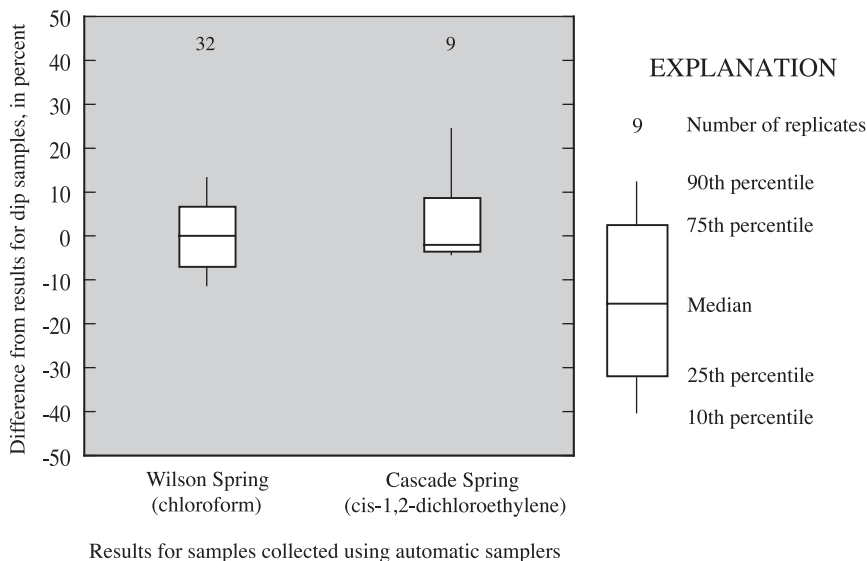 Difference from results for dip samples, in percent
50
40
30
20
10
0
-10
-20
-30
-40
-50
32
9
Wilson Spring
(chloroform)
Cascade Spring
(cis-1,2-dichloroethylene)
Results for samples collected using automatic samplers
EXPLANATION
9 Number of replicates
90th percentile
75th percentile
Median
25th percentile
10th percentile